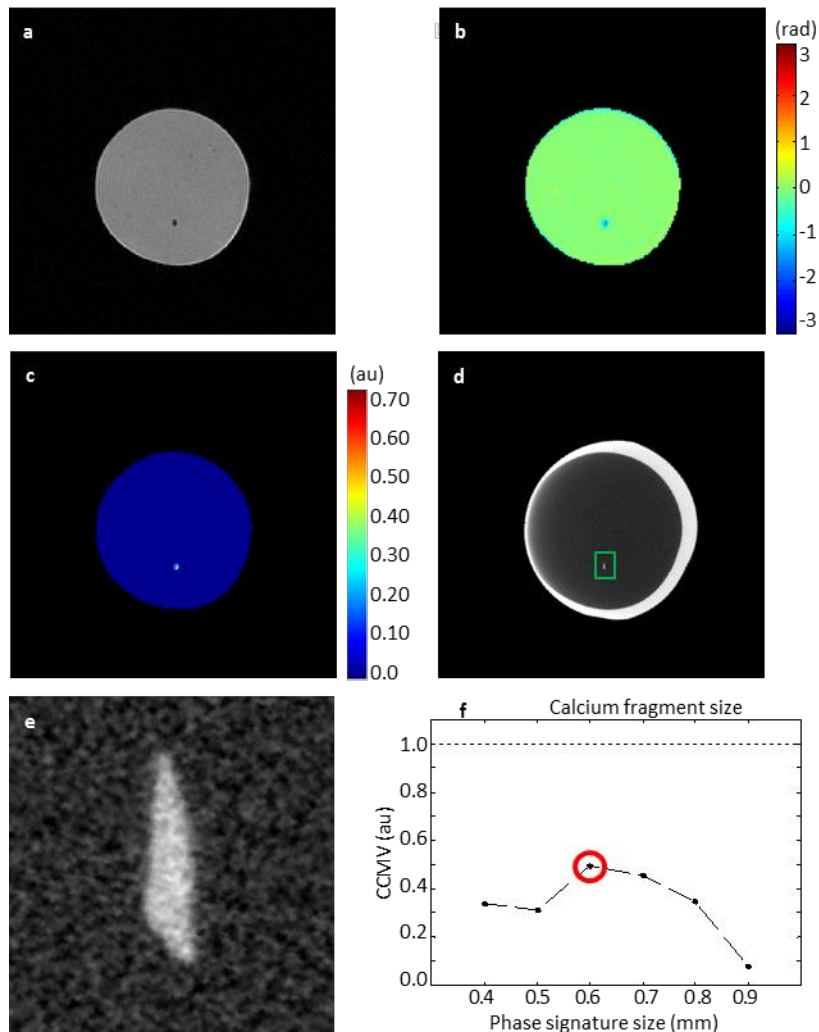 a
b
(rad)
3
2
1
0
-1
-2
-3
c
(au)
0.70
0.60
0.50
0.40
0.30
0.20
0.10
0.0
d
e
f
Calcium fragment size
1.0
0.8
0.6
0.4
0.2
0.0
CCMV (au)
0.4 0.5 0.6 0.7 0.8 0.9
Phase signature size (mm)